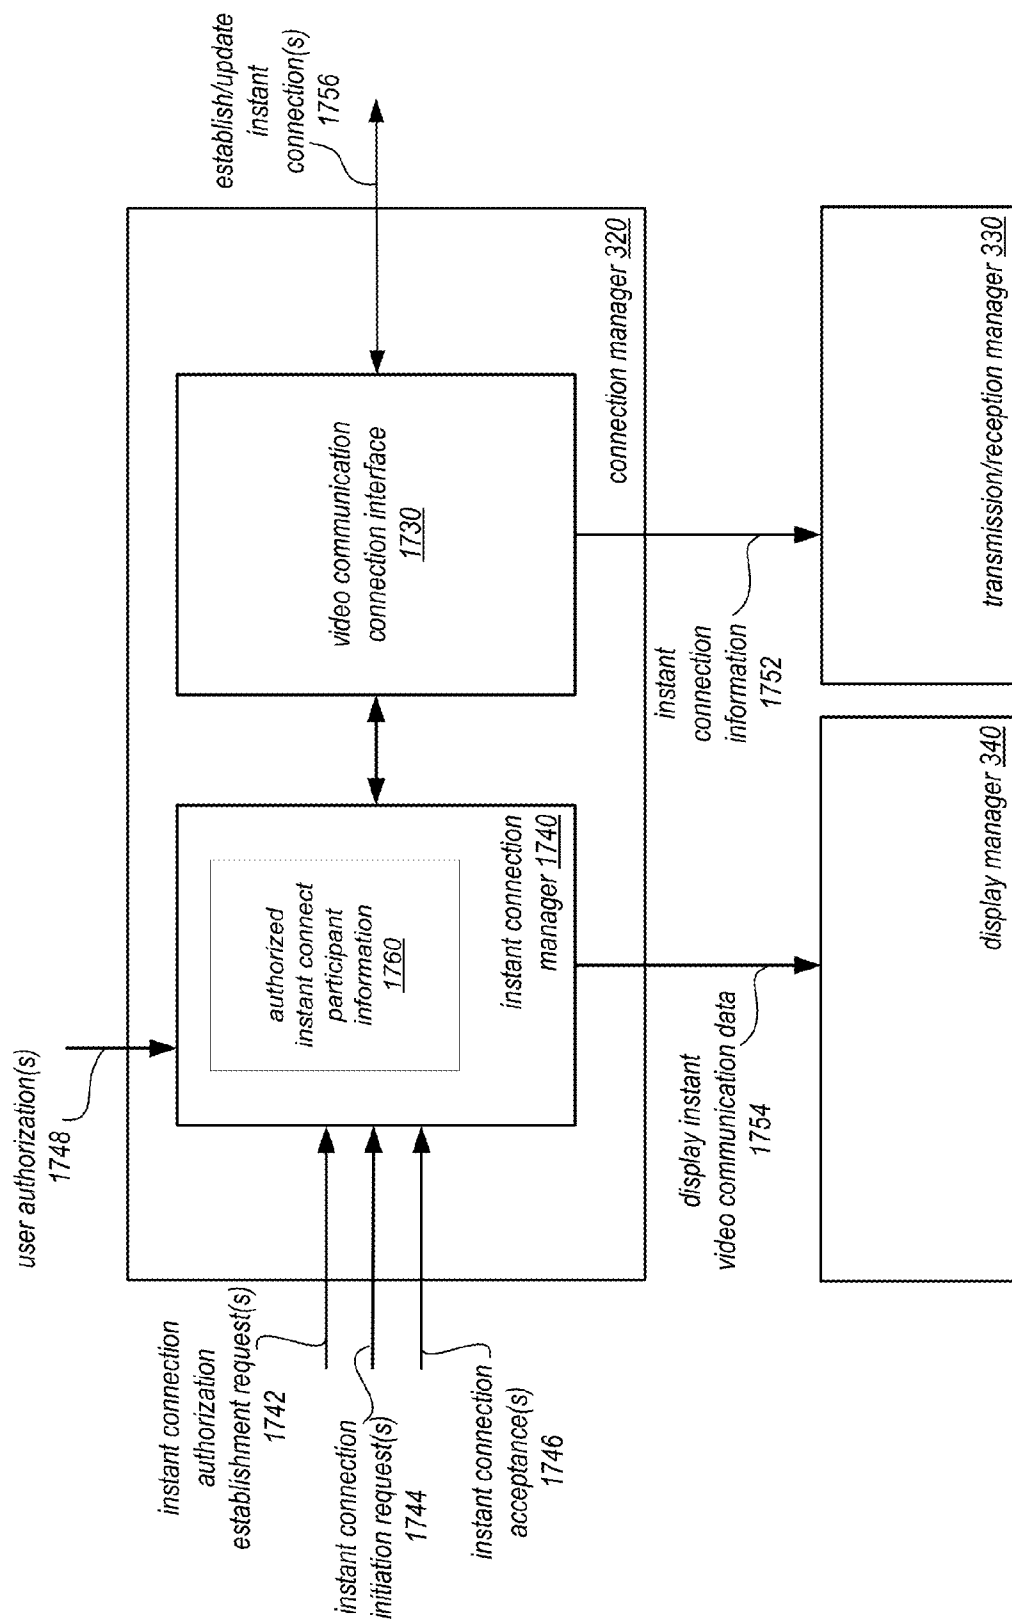 user authorization(s)
1748
establish/update
instant
connection(s)
1756
instant connection
authorization
establishment request(s)
1742
instant connection
initiation request(s)
1744
instant connection
acceptance(s)
1746
authorized
instant connect
participant
information
1760
instant connection
manager 1740
video communication
connection interface
1730
connection manager 320
display instant
video communication data
1754
instant
connection
information
1752
display manager 340
transmission/reception manager 330